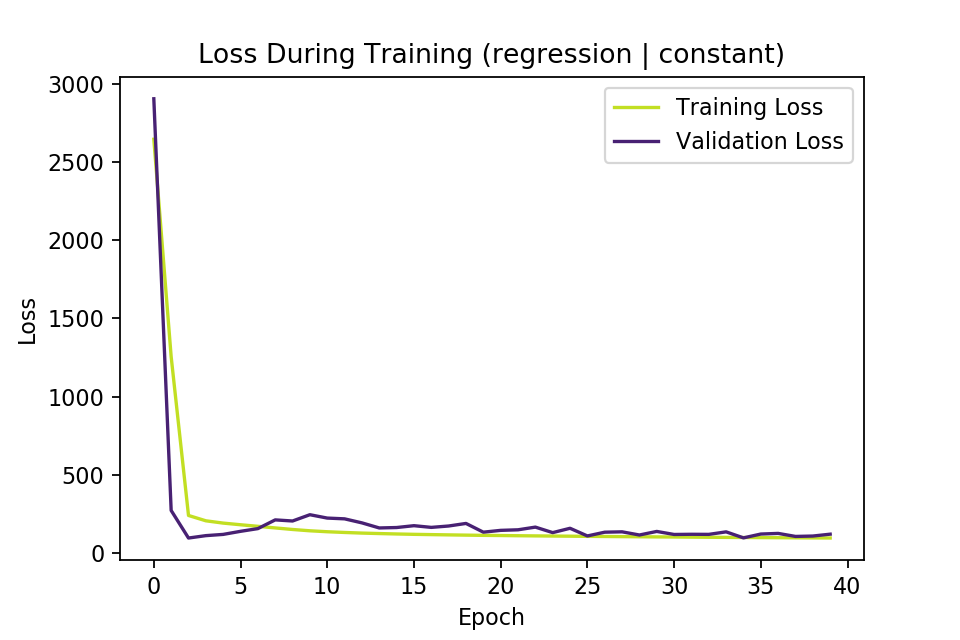 Loss During Training (regression | constant)
Training Loss
Validation Loss
3000
2500
2000
1500
1000
500
0
Loss
0 5 10 15 20 25 30 35 40
Epoch